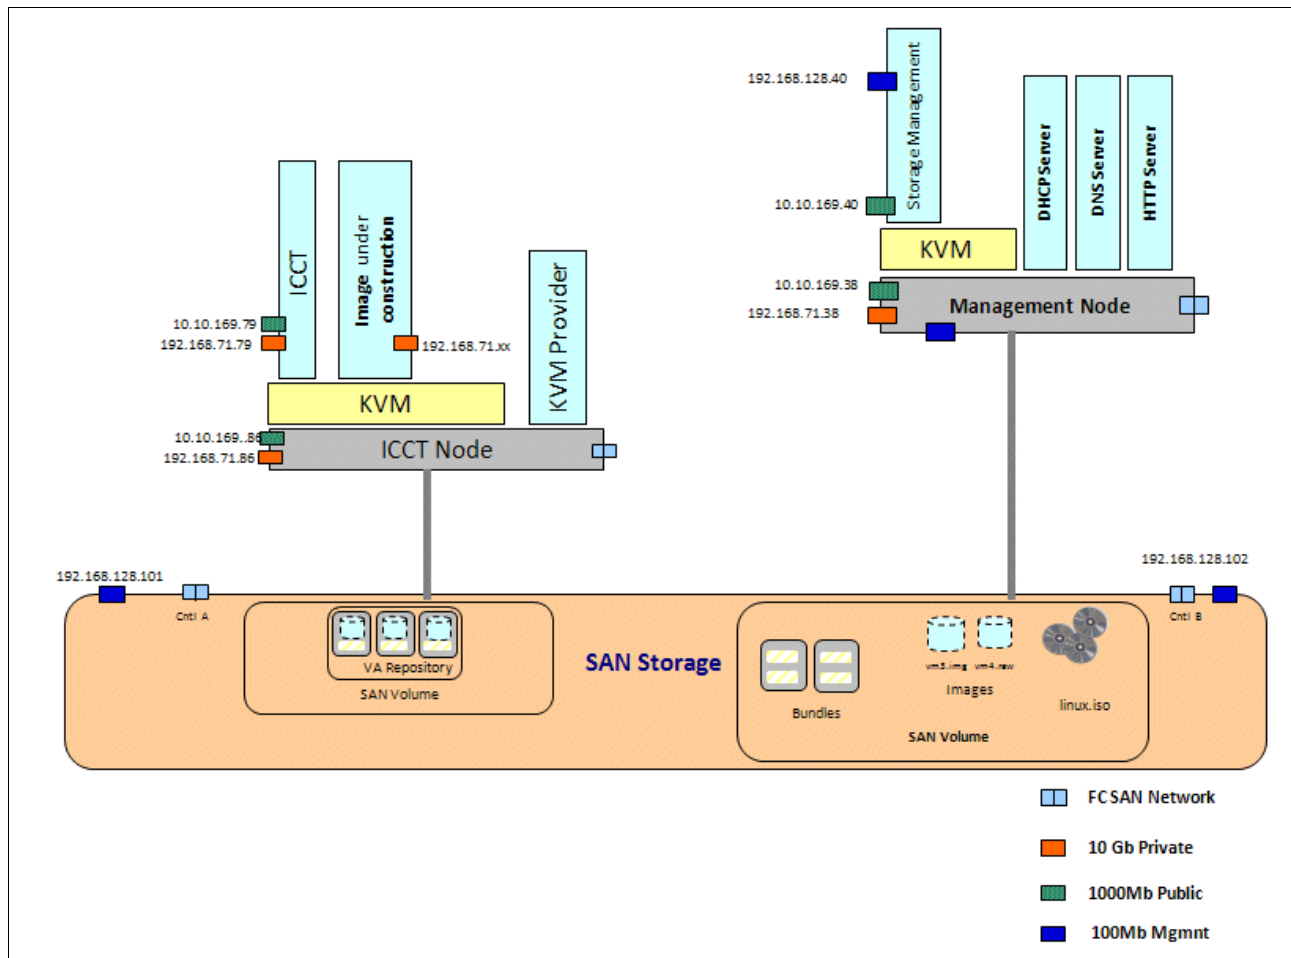 192.168.128.40
Storage Management
10.10.169.40
DHCP Server
DNS Server
HTTP Server
KVM
10.10.169.38
192.168.71.38
Management Node
ICCT
Image under
construction
10.10.169.79
192.168.71.79
192.168.71.xx
KVM Provider
KVM
10.10.169..86
192.168.71.86
ICCT Node
192.168.128.101
Cntl A
192.168.128.102
Cntl B
VA Repository
SAN Volume
SAN Storage
Bundles
vm3.img
vm4.raw
Images
linux.iso
SAN Volume
FC SAN Network
10 Gb Private
1000Mb Public
100Mb Mgmnt